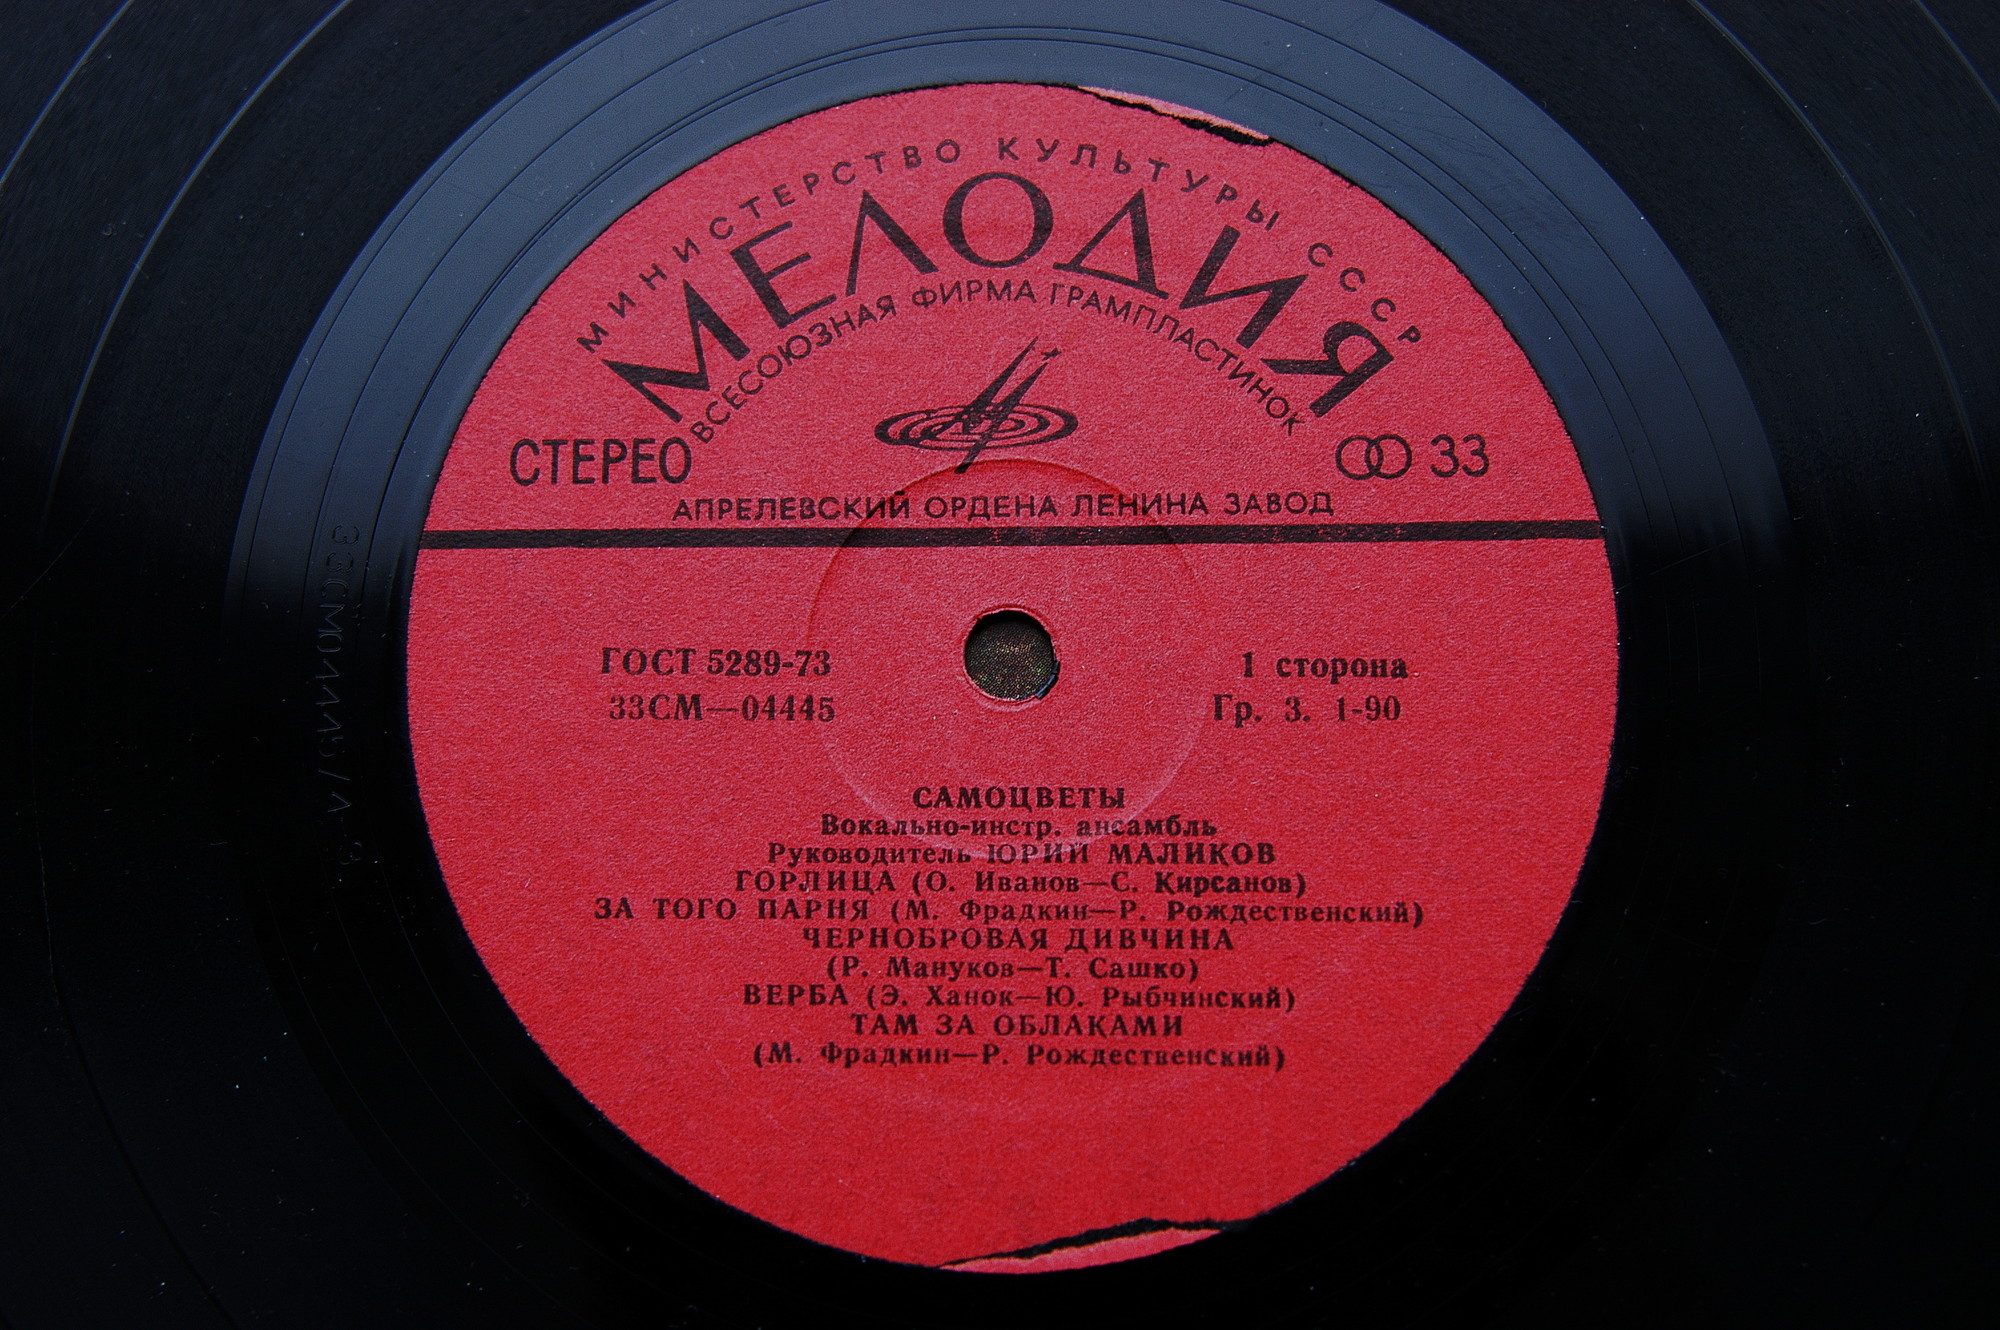 МИНИСТЕРСТВО КУЛЬТУРЫ СССР
МЕЛОДИЯ
ВСЕСОЮЗНАЯ ФИРМА ГРАМПЛАСТИНОК
СТЕРЕО
33
АПРЕЛЕВСКИЙ ОРДЕНА ЛЕНИНА ЗАВОД
ГОСТ 5289-73
1 сторона
33СМ—04445
Гр. 3. 1-90
САМОЦВЕТЫ
Вокально-инстр. ансамбль
Руководитель ЮРИЙ МАЛИКОВ
ГОРЛИЦА (О. Иванов—С. Кирсанов)
ЗА ТОГО ПАРНЯ (М. Фрадкин—Р. Рождественский)
ЧЕРНОБРОВАЯ ДИВЧИНА
(Р. Мануков—Т. Сашко)
ВЕРБА (Э. Ханок—Ю. Рыбчинский)
ТАМ ЗА ОБЛАКАМИ
(М. Фрадкин—Р. Рождественский)